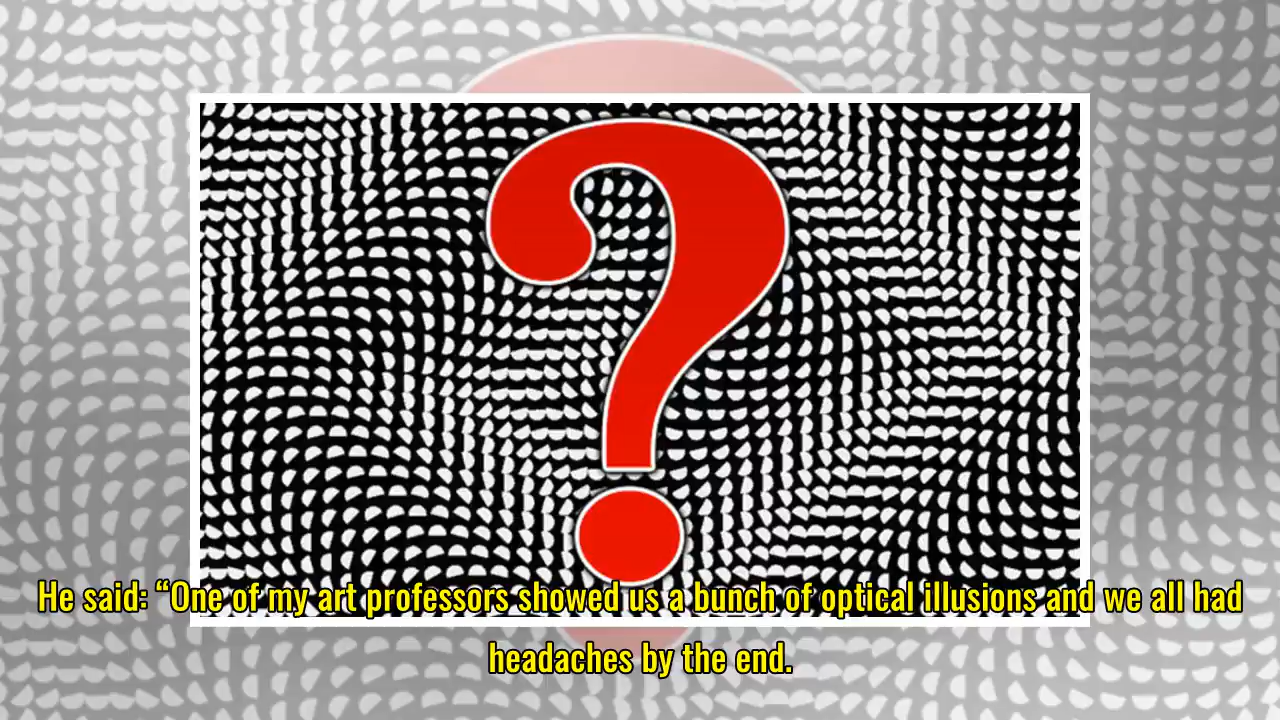 ?
He said: “One of my art professors showed us a bunch of optical illusions and we all had
headaches by the end.